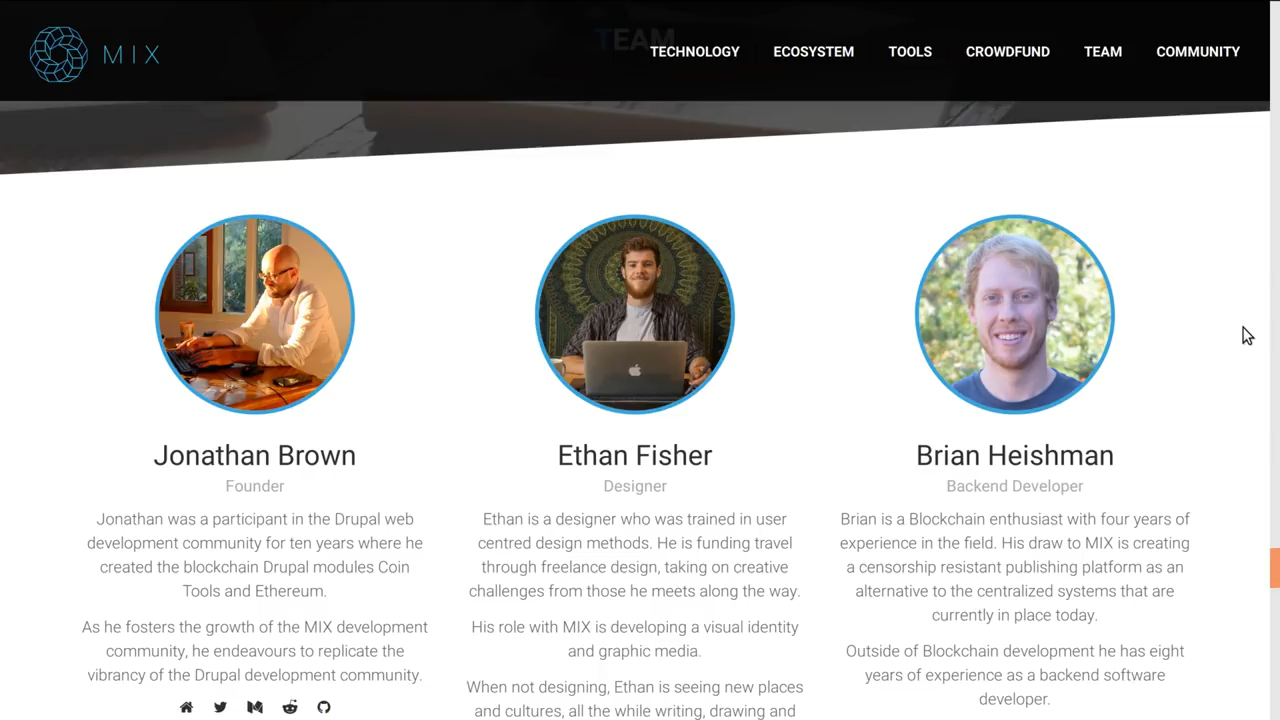 MIX
TEAM
TECHNOLOGY
ECOSYSTEM
TOOLS
CROWDFUND
TEAM
COMMUNITY
Jonathan Brown
Founder
Jonathan was a participant in the Drupal web
development community for ten years where he
created the blockchain Drupal modules Coin
Tools and Ethereum.
As he fosters the growth of the MIX development
community, he endeavours to replicate the
vibrancy of the Drupal development community.
Ethan Fisher
Designer
Ethan is a designer who was trained in user
centred design methods. He is funding travel
through freelance design, taking on creative
challenges from those he meets along the way.
His role with MIX is developing a visual identity
and graphic media.
When not designing, Ethan is seeing new places
and cultures, all the while writing, drawing and
Brian Heishman
Backend Developer
Brian is a Blockchain enthusiast with four years of
experience in the field. His draw to MIX is creating
a censorship resistant publishing platform as an
alternative to the centralized systems that are
currently in place today.
Outside of Blockchain development he has eight
years of experience as a backend software
developer.